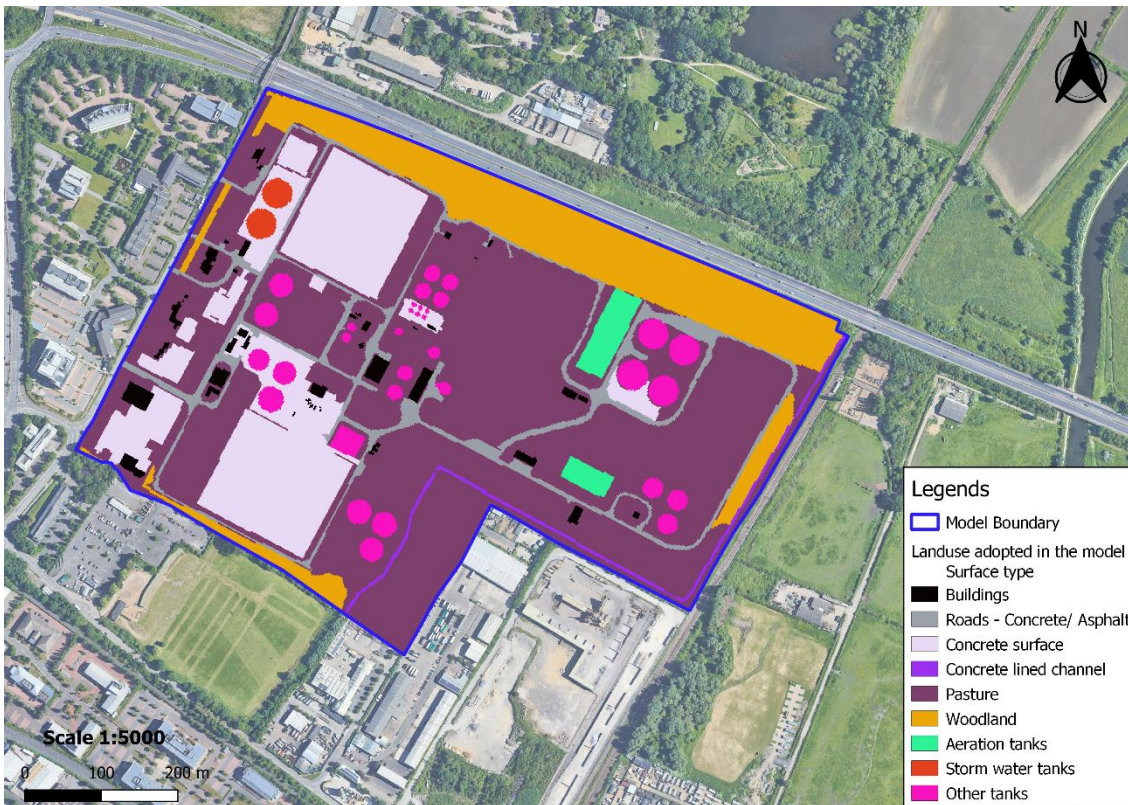 N
Scale 1:5000
0 100 200 m
Legends
Model Boundary
Landuse adopted in the model
Surface type
Buildings
Roads - Concrete/ Asphalt
Concrete surface
Concrete lined channel
Pasture
Woodland
Aeration tanks
Storm water tanks
Other tanks